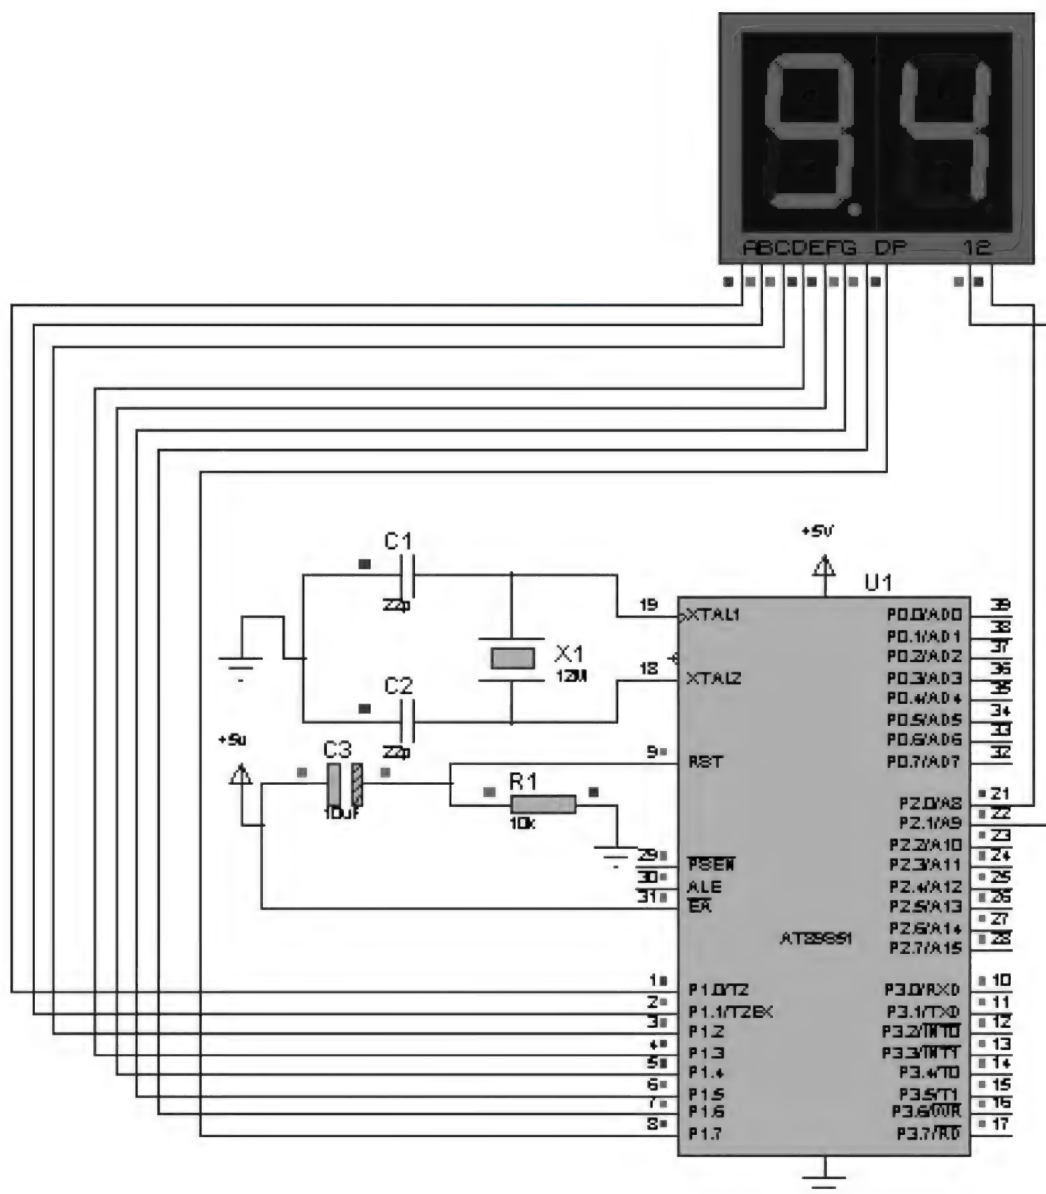 9.4
ABCDEFG DP 12
+5V
C1
U1
22p
19 XTAL1 P0.0/AD0 39
P0.1/AD1 38
X1 P0.2/AD2 37
12M 18 XTAL2 P0.3/AD3 36
C2 P0.4/AD4 35
P0.5/AD5 34
22p P0.6/AD6 33
+5v C3 9 RST P0.7/AD7 32
R1
10uF 10k P2.0/A8 21
P2.1/A9 22
P2.2/A10 23
29 PSEN P2.3/A11 24
30 ALE P2.4/A12 25
31 EA P2.5/A13 26
P2.6/A14 27
AT89S51 P2.7/A15 28
1 P1.0/T2 P3.0/RXD 10
2 P1.1/T2EX P3.1/TXD 11
3 P1.2 P3.2/INT0 12
4 P1.3 P3.3/INT1 13
5 P1.4 P3.4/T0 14
6 P1.5 P3.5/T1 15
7 P1.6 P3.6/WR 16
8 P1.7 P3.7/RD 17